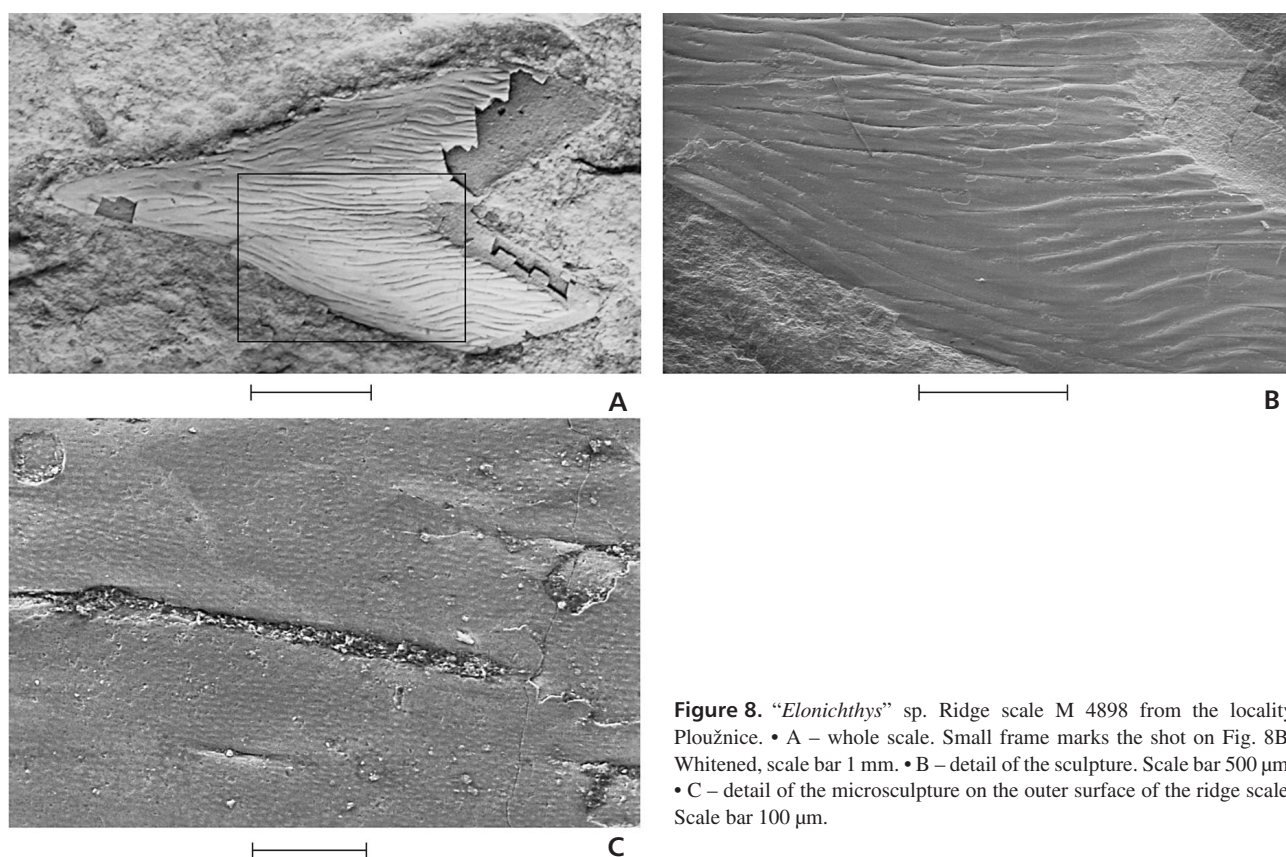 A
B
C
Figure 8. “Elonichthys” sp. Ridge scale M 4898 from the locality
Ploužnice. • A – whole scale. Small frame marks the shot on Fig. 8B
Whitened, scale bar 1 mm. • B – detail of the sculpture. Scale bar 500 μm
• C – detail of the microsculpture on the outer surface of the ridge scale
Scale bar 100 μm.